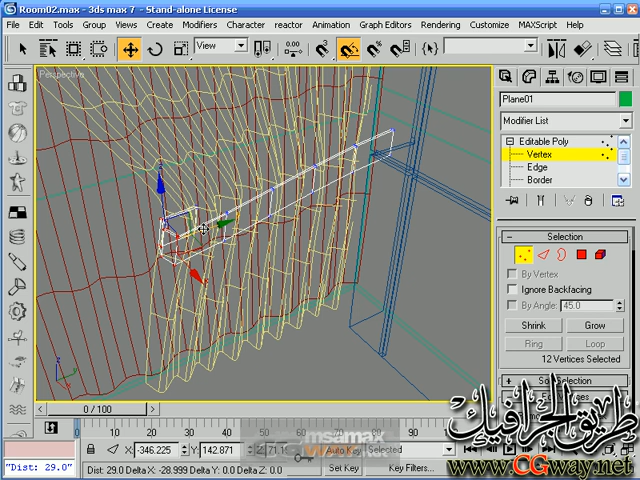 Room02.max - 3ds max 7 - Stand-alone License
File Edit Tools Group Views Create Modifiers Character reactor Animation Graph Editors Rendering Customize MAXScript Help
View
Perspective
Plane01
Modifier List
Editable Poly
Vertex
Edge
Border
Selection
By Vertex
Ignore Backfacing
By Angle: 45.0
Shrink Grow
Ring Loop
12 Vertices Selected
طريق الجرافيك
www.CGway.net
0 / 100
0 10 20 30 40 50 60 70 80 90
X: -346.225 Y: 142.871
Auto Key Selected
Set Key Key Filters...
"Dist: 29.0"
Dist: 29.0 Delta X: -28.999 Delta Y: 0.0 Delta Z: 0.0
msamax